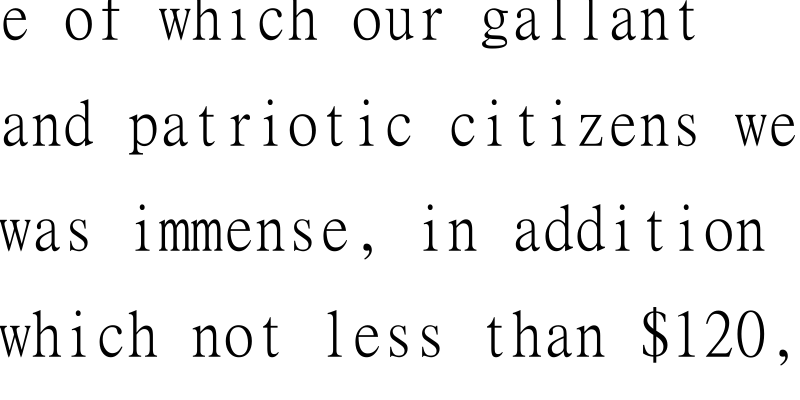 e of which our gallant
and patriotic citizens we
was immense, in addition
which not less than $120,